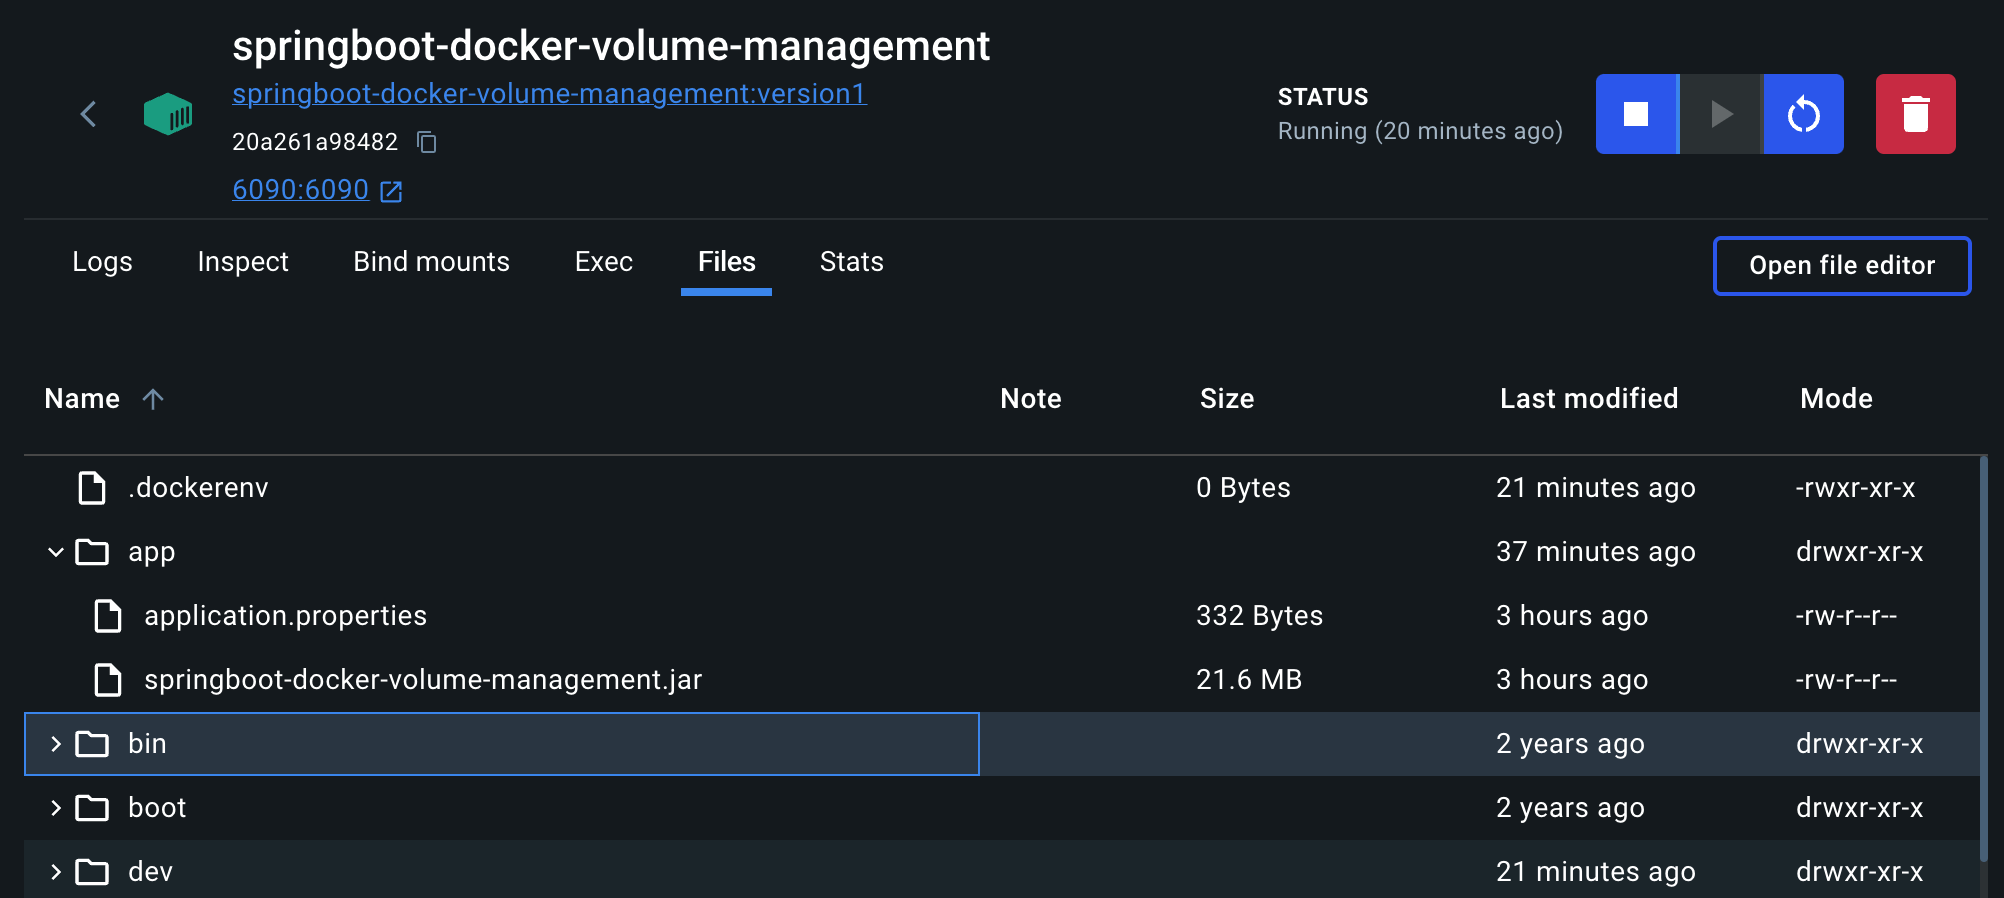 springboot-docker-volume-management
springboot-docker-volume-management:version1
20a261a98482
6090:6090
STATUS
Running (20 minutes ago)
Logs Inspect Bind mounts Exec Files Stats Open file editor
Name Note Size Last modified Mode
.dockerenv 0 Bytes 21 minutes ago -rwxr-xr-x
app 37 minutes ago drwxr-xr-x
application.properties 332 Bytes 3 hours ago -rw-r--r--
springboot-docker-volume-management.jar 21.6 MB 3 hours ago -rw-r--r--
bin 2 years ago drwxr-xr-x
boot 2 years ago drwxr-xr-x
dev 21 minutes ago drwxr-xr-x